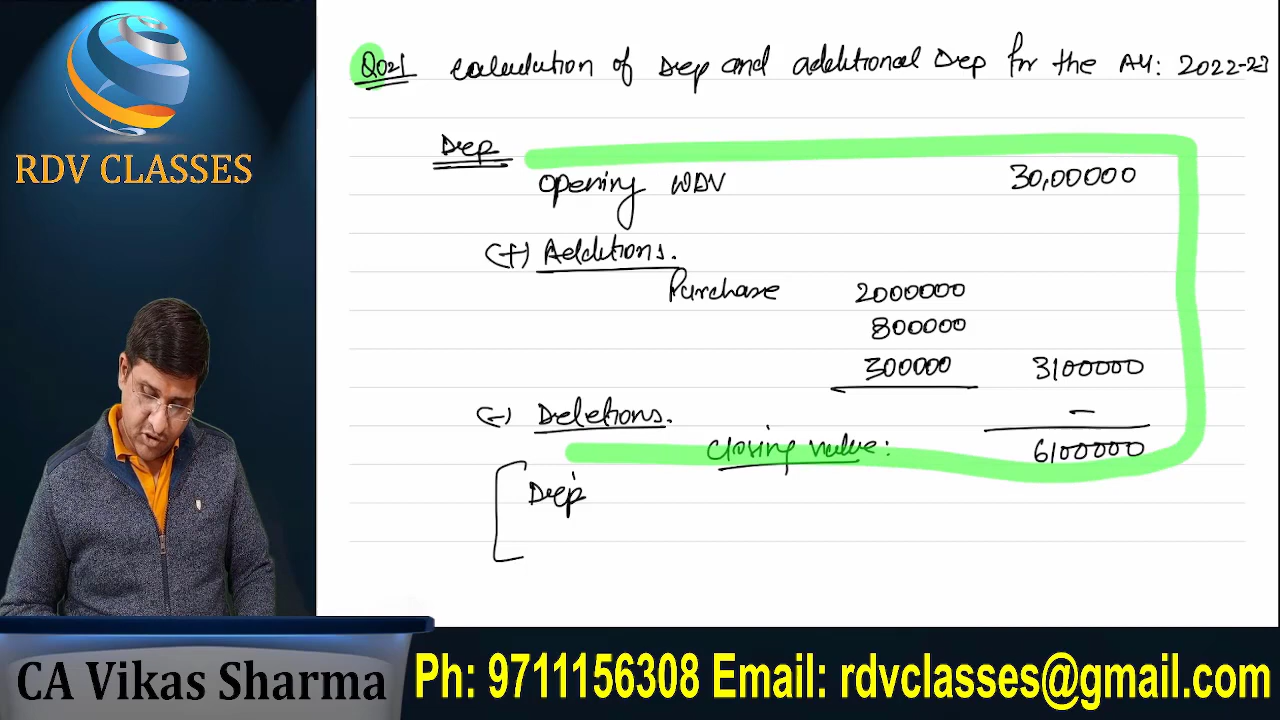 RDV CLASSES
Q021 calculation of Dep and additional Dep for the AY: 2022-23
Dep
Opening WDV 30,00000
(+) Additions.
Purchase 2000000
800000
300000 3100000
(-) Deletions. –
closing value: 6100000
Dep
CA Vikas Sharma
Ph: 9711156308 Email: rdvclasses@gmail.com